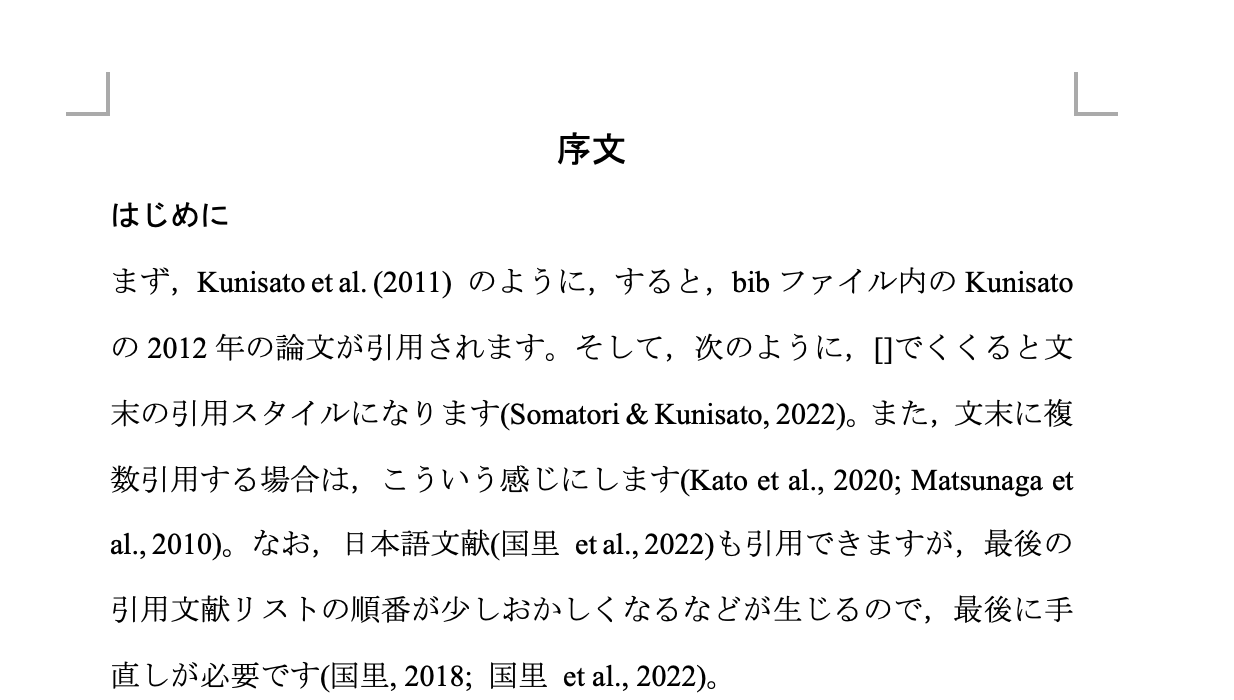 序文
はじめに
まず，Kunisato et al. (2011) のように，すると，bib ファイル内の Kunisato
の 2012 年の論文が引用されます。そして，次のように，[]でくくると文
末の引用スタイルになります(Somatori & Kunisato, 2022)。また，文末に複
数引用する場合は，こういう感じにします(Kato et al., 2020; Matsunaga et
al., 2010)。なお，日本語文献(国里 et al., 2022)も引用できますが，最後の
引用文献リストの順番が少しおかしくなるなどが生じるので，最後に手
直しが必要です(国里, 2018; 国里 et al., 2022)。